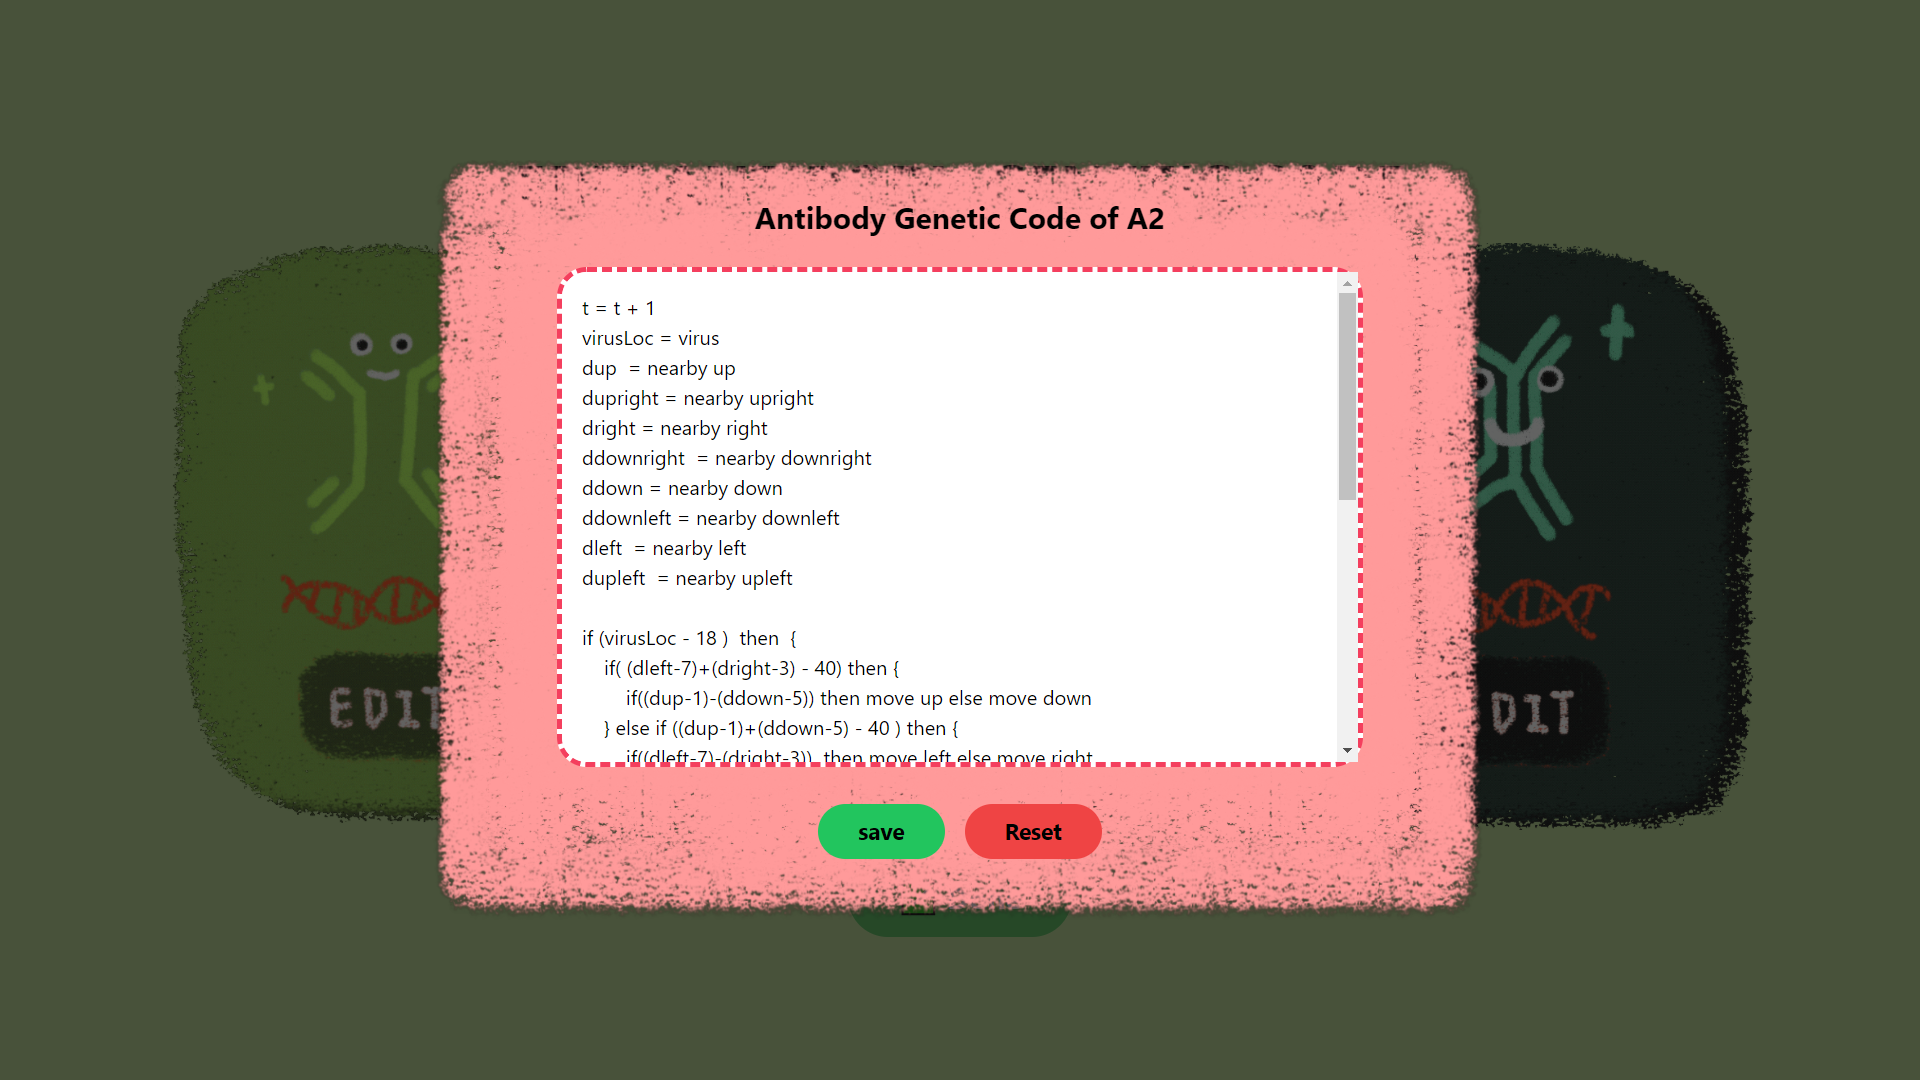 Antibody Genetic Code of A2
t = t + 1
virusLoc = virus
dup  = nearby up
dupright = nearby upright
dright = nearby right
ddownright  = nearby downright
ddown = nearby down
ddownleft = nearby downleft
dleft  = nearby left
dupleft  = nearby upleft
if (virusLoc - 18 )  then  {
if( (dleft-7)+(dright-3) - 40) then {
if((dup-1)-(ddown-5)) then move up else move down
} else if ((dup-1)+(ddown-5) - 40 ) then {
if((dleft-7)-(dright-3))  then move left else move right
EDIT
DIT
save
Reset